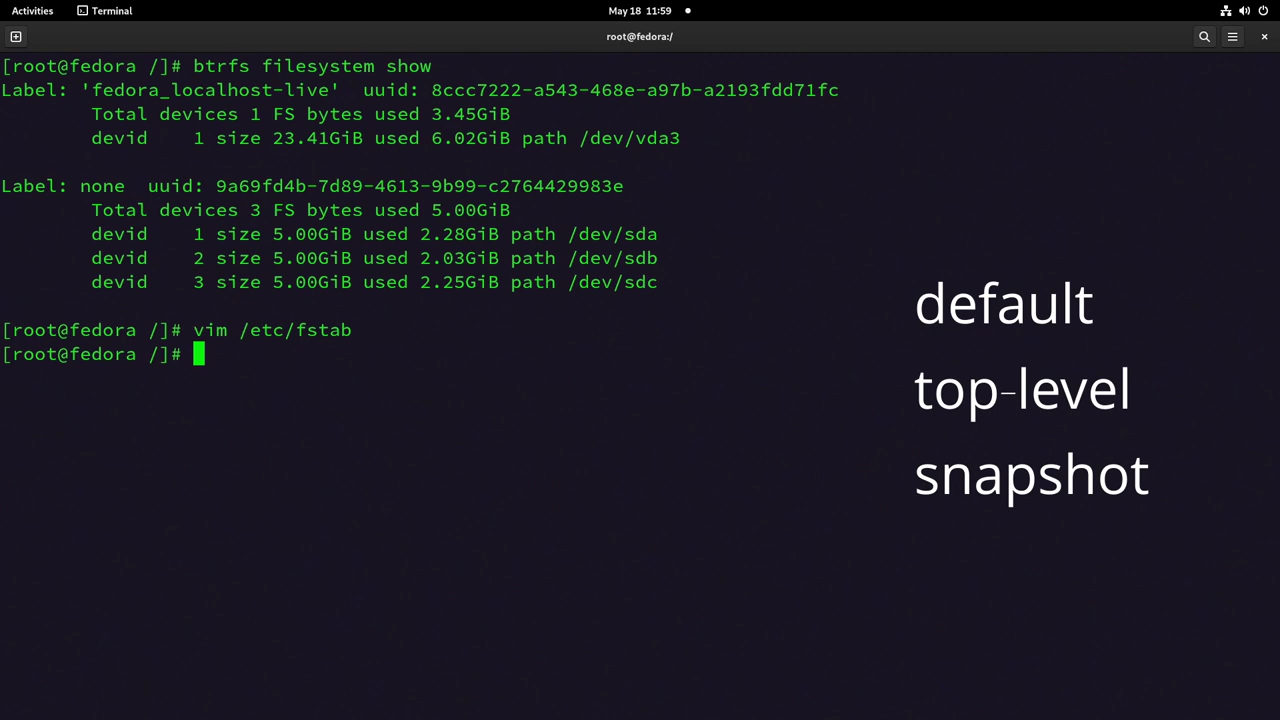 Activities
Terminal
May 18 11:59
root@fedora:/
[root@fedora /]# btrfs filesystem show
Label: 'fedora_localhost-live'  uuid: 8ccc7222-a543-468e-a97b-a2193fdd71fc
        Total devices 1 FS bytes used 3.45GiB
        devid    1 size 23.41GiB used 6.02GiB path /dev/vda3
Label: none  uuid: 9a69fd4b-7d89-4613-9b99-c2764429983e
        Total devices 3 FS bytes used 5.00GiB
        devid    1 size 5.00GiB used 2.28GiB path /dev/sda
        devid    2 size 5.00GiB used 2.03GiB path /dev/sdb
        devid    3 size 5.00GiB used 2.25GiB path /dev/sdc
[root@fedora /]# vim /etc/fstab
[root@fedora /]#
default
top-level
snapshot